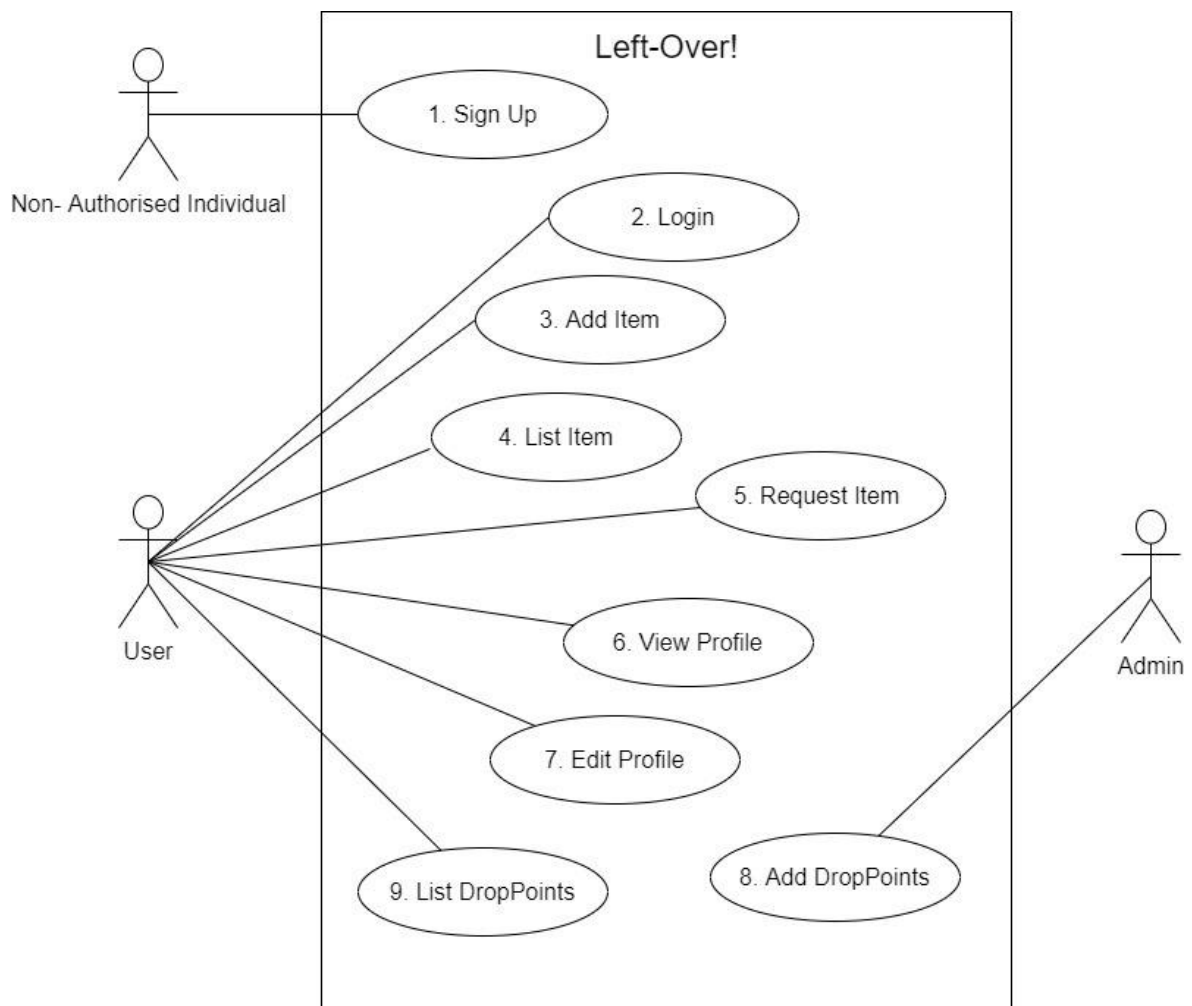 Left-Over!
1. Sign Up
Non- Authorised Individual
2. Login
3. Add Item
4. List Item
5. Request Item
User
6. View Profile
Admin
7. Edit Profile
8. Add DropPoints
9. List DropPoints